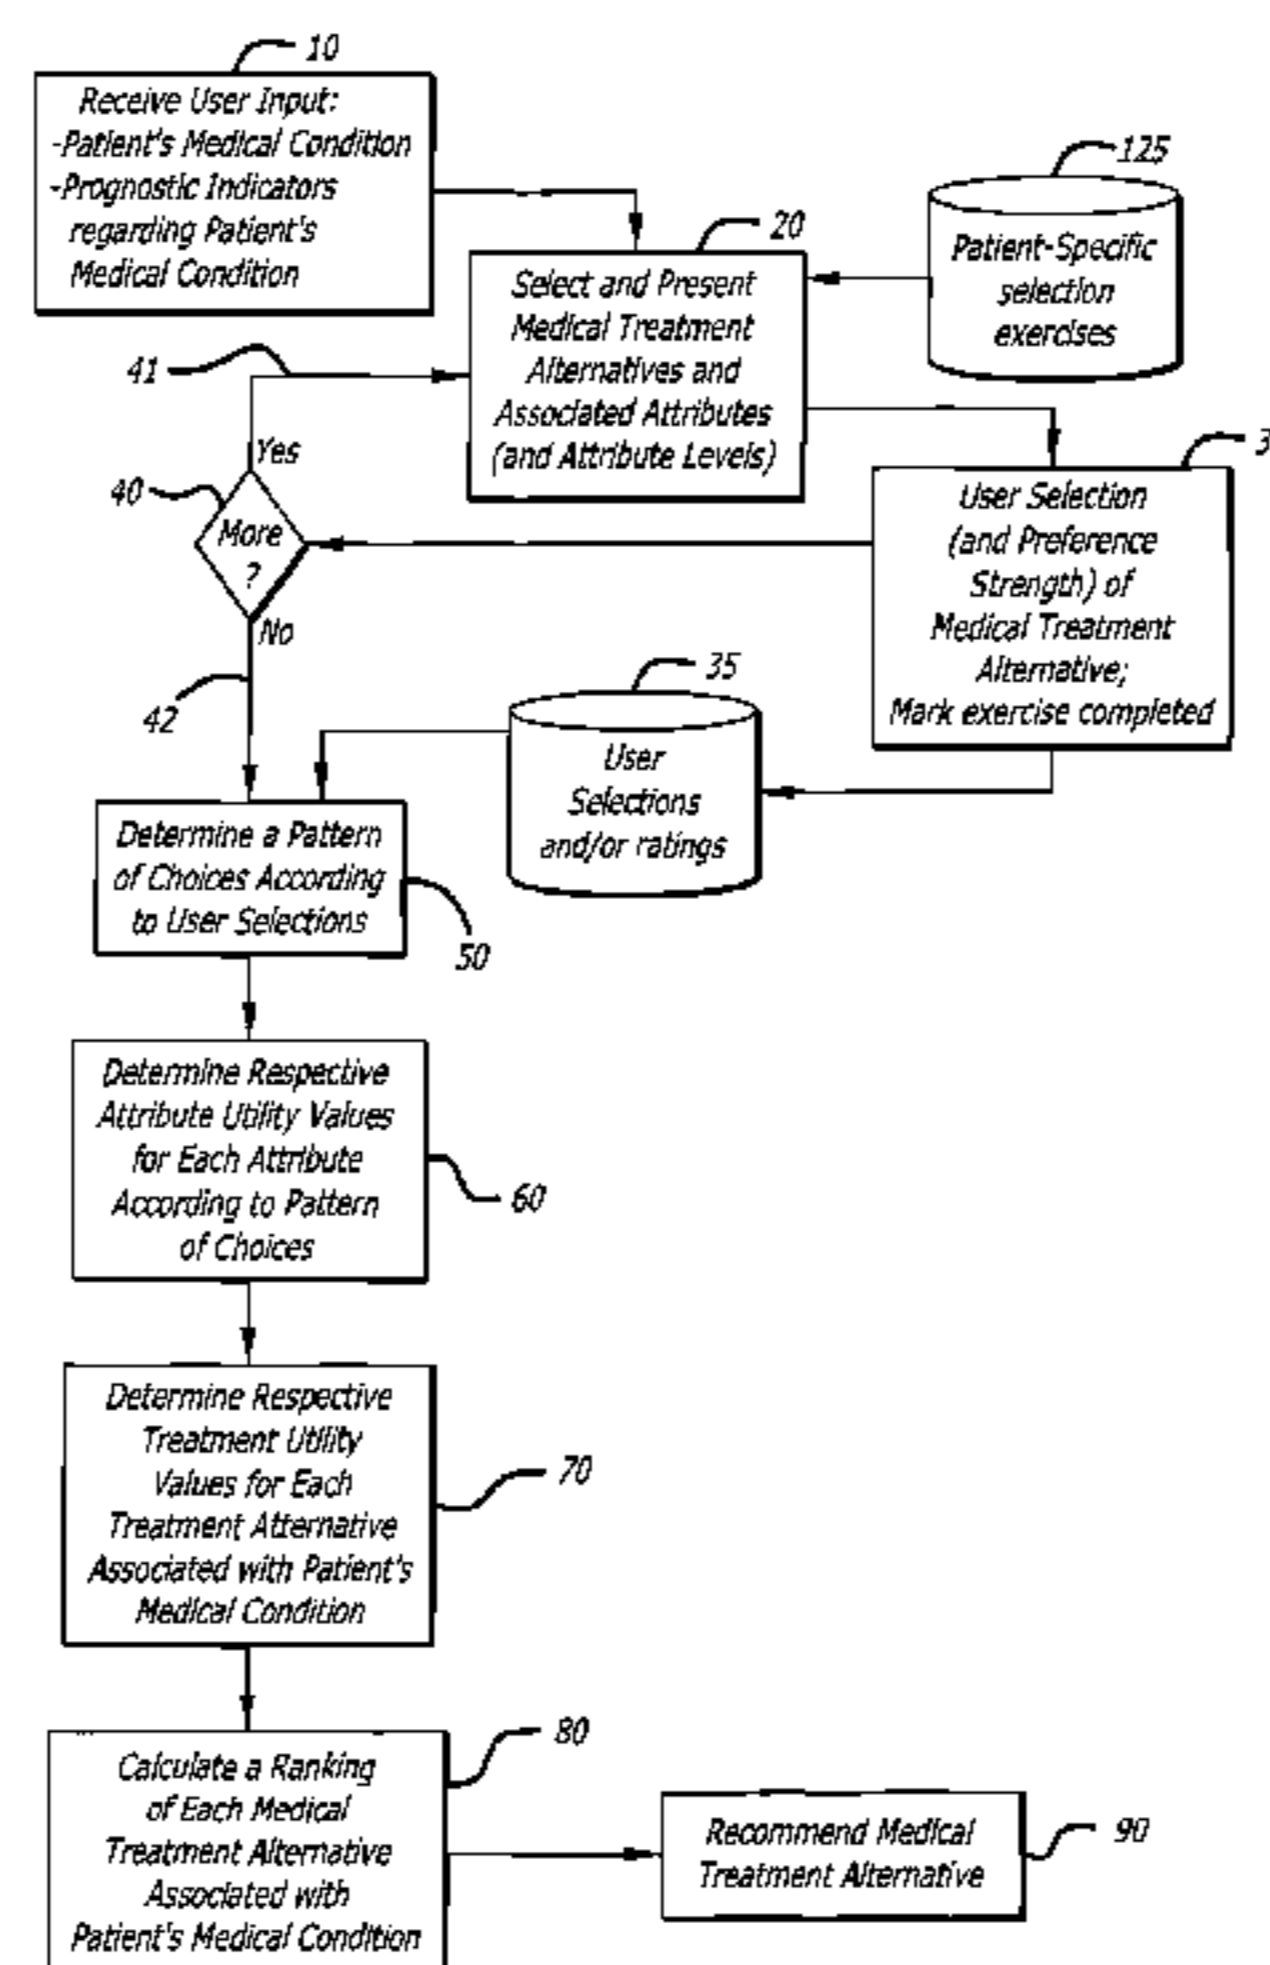 10
Receive User Input:
-Patient's Medical Condition
-Prognostic Indicators
regarding Patient's
Medical Condition
125
Patient-Specific
selection
exercises
20
Select and Present
Medical Treatment
Alternatives and
Associated Attributes
(and Attribute Levels)
41
Yes
40
More
?
No
42
3
User Selection
(and Preference
Strength) of
Medical Treatment
Alternative;
Mark exercise completed
35
User
Selections
and/or ratings
Determine a Pattern
of Choices According
to User Selections
50
Determine Respective
Attribute Utility Values
for Each Attribute
According to Pattern
of Choices
60
Determine Respective
Treatment Utility
Values for Each
Treatment Alternative
Associated with Patient's
Medical Condition
70
80
Calculate a Ranking
of Each Medical
Treatment Alternative
Associated with
Patient's Medical Condition
Recommend Medical
Treatment Alternative
90